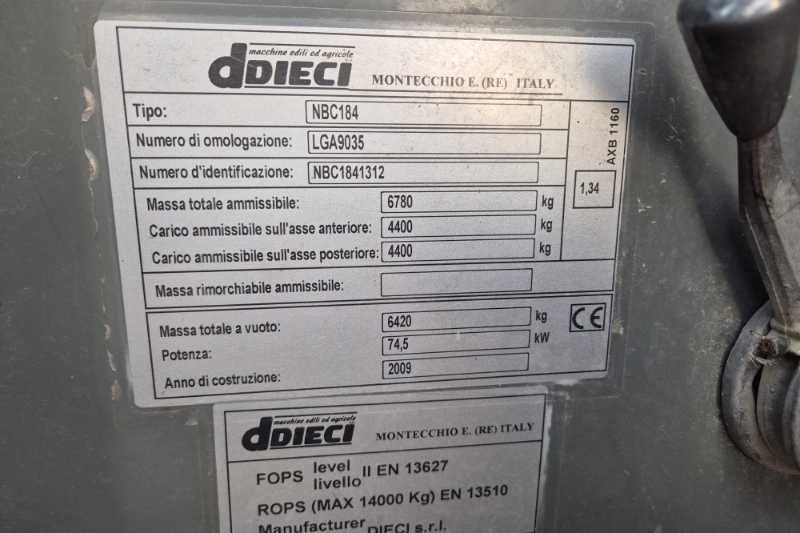 macchine edili ed agricole
dDIECI MONTECCHIO E. (RE) ITALY
Tipo: NBC184
Numero di omologazione: LGA9035
Numero d'identificazione: NBC1841312
Massa totale ammissibile: 6780 kg
Carico ammissibile sull'asse anteriore: 4400 kg
Carico ammissibile sull'asse posteriore: 4400 kg
Massa rimorchiabile ammissibile:
AXB 1160
1,34
Massa totale a vuoto: 6420 kg
Potenza: 74,5 kW
Anno di costruzione: 2009
CE
macchine edili ed agricole
dDIECI MONTECCHIO E. (RE) ITALY
FOPS level livello II EN 13627
ROPS (MAX 14000 Kg) EN 13510
Manufacturer DIECI s.r.l.